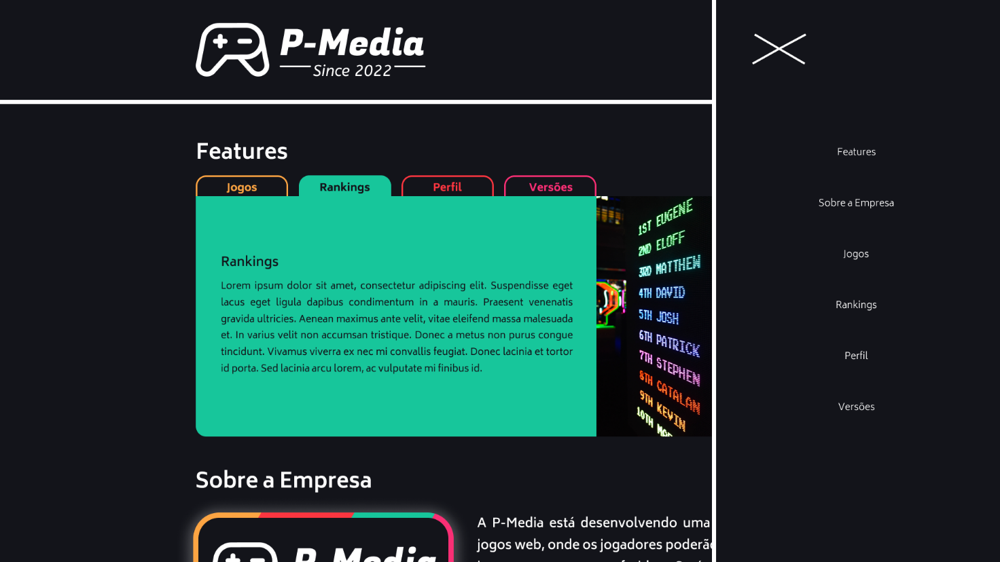 P-Media
Since 2022
Features
Jogos
Rankings
Perfil
Versões
Rankings
Lorem ipsum dolor sit amet, consectetur adipiscing elit. Suspendisse eget
lacus eget ligula dapibus condimentum in a mauris. Praesent venenatis
gravida ultricies. Aenean maximus ante velit, vitae eleifend massa malesuada
et. In varius velit non accumsan tristique. Donec a metus non purus congue
tincidunt. Vivamus viverra ex nec mi convallis feugiat. Donec lacinia et tortor
id porta. Sed lacinia arcu lorem, ac vulputate mi finibus id.
1ST EUGENE
2ND ELOFF
3RD MATTHEW
4TH DAVID
5TH JOSH
6TH PATRICK
7TH STEPHEN
8TH CATALAN
9TH KEVIN
10TH
Sobre a Empresa
P-Media
A P-Media está desenvolvendo uma
jogos web, onde os jogadores poderão
Features
Sobre a Empresa
Jogos
Rankings
Perfil
Versões